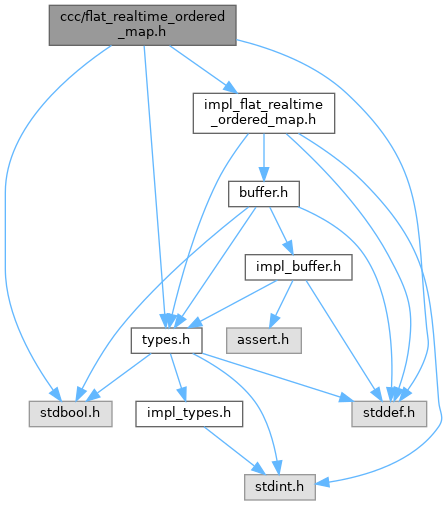 ccc/flat_realtime_ordered
_map.h
impl_flat_realtime
_ordered_map.h
buffer.h
impl_buffer.h
types.h
assert.h
stdbool.h
impl_types.h
stddef.h
stdint.h